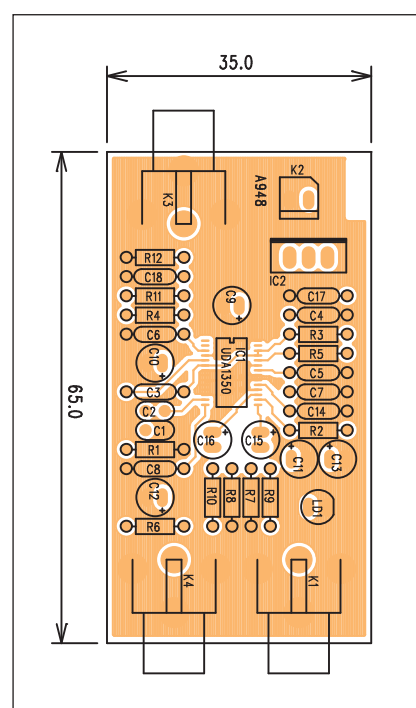 35.0
65.0
K3
A948
K2
IC2
R12
C18
R11
R4
C6
C10
C3
C2
C1
R1
C8
C12
R6
C9
IC1
UDA1350
C17
C4
R3
R5
C5
C7
C14
R2
C16
C15
C11
C13
R10
R8
R7
R9
LD1
K4
K1